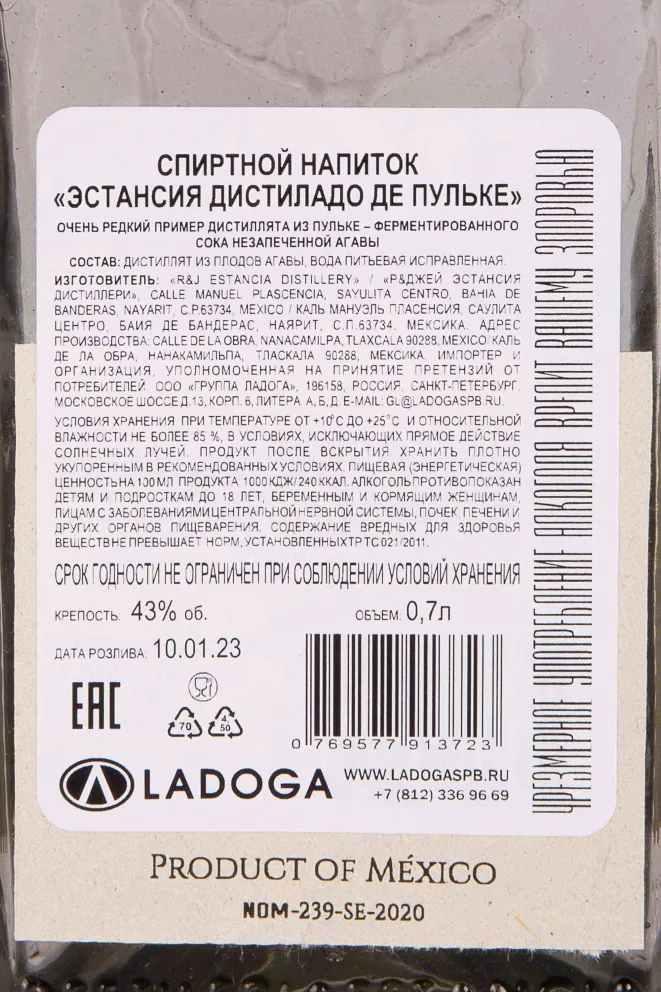 СПИРТНОЙ НАПИТОК
«ЭСТАНСИЯ ДИСТИЛАДО ДЕ ПУЛЬКЕ»
ОЧЕНЬ РЕДКИЙ ПРИМЕР ДИСТИЛЛЯТА ИЗ ПУЛЬКЕ – ФЕРМЕНТИРОВАННОГО
СОКА НЕЗАПЕЧЕННОЙ АГАВЫ
СОСТАВ: ДИСТИЛЛЯТ ИЗ ПЛОДОВ АГАВЫ, ВОДА ПИТЬЕВАЯ ИСПРАВЛЕННАЯ.
ИЗГОТОВИТЕЛЬ: «R&J ESTANCIA DISTILLERY» / «Р&ДЖЕЙ ЭСТАНСИЯ
ДИСТИЛЛЕРИ», CALLE MANUEL PLASCENCIA, SAYULITA CENTRO, BAHIA DE
BANDERAS, NAYARIT, C.P.63734, MEXICO / КАЛЬ МАНУЭЛЬ ПЛАСЕНСИЯ, САУЛИТА
ЦЕНТРО, БАИЯ ДЕ БАНДЕРАС, НАЯРИТ, С.П.63734. МЕКСИКА. АДРЕС
ПРОИЗВОДСТВА: CALLE DE LA OBRA, NANACAMILPA, TLAXCALA 90288, MEXICO/ КАЛЬ
ДЕ ЛА ОБРА, НАНАКАМИЛЬПА, ТЛАСКАЛА 90288, МЕКСИКА. ИМПОРТЕР И
ОРГАНИЗАЦИЯ, УПОЛНОМОЧЕННАЯ НА ПРИНЯТИЕ ПРЕТЕНЗИЙ ОТ
ПОТРЕБИТЕЛЕЙ: ООО «ГРУППА ЛАДОГА», 196158, РОССИЯ, САНКТ-ПЕТЕРБУРГ,
МОСКОВСКОЕ ШОССЕ Д.13, КОРП. 6, ЛИТЕРА А, Б, Д. E-MAIL: GL@LADOGASPB.RU.
УСЛОВИЯ ХРАНЕНИЯ ПРИ ТЕМПЕРАТУРЕ ОТ +10°С ДО +25°С И ОТНОСИТЕЛЬНОЙ
ВЛАЖНОСТИ НЕ БОЛЕЕ 85 %, В УСЛОВИЯХ, ИСКЛЮЧАЮЩИХ ПРЯМОЕ ДЕЙСТВИЕ
СОЛНЕЧНЫХ ЛУЧЕЙ. ПРОДУКТ ПОСЛЕ ВСКРЫТИЯ ХРАНИТЬ ПЛОТНО
УКУПОРЕННЫМ В РЕКОМЕНДОВАННЫХ УСЛОВИЯХ. ПИЩЕВАЯ (ЭНЕРГЕТИЧЕСКАЯ)
ЦЕННОСТЬ НА 100 МЛ ПРОДУКТА: 1000 КДЖ/ 240 ККАЛ. АЛКОГОЛЬ ПРОТИВОПОКАЗАН
ДЕТЯМ И ПОДРОСТКАМ ДО 18 ЛЕТ, БЕРЕМЕННЫМ И КОРМЯЩИМ ЖЕНЩИНАМ,
ЛИЦАМ С ЗАБОЛЕВАНИЯМИ ЦЕНТРАЛЬНОЙ НЕРВНОЙ СИСТЕМЫ, ПОЧЕК, ПЕЧЕНИ И
ДРУГИХ ОРГАНОВ ПИЩЕВАРЕНИЯ. СОДЕРЖАНИЕ ВРЕДНЫХ ДЛЯ ЗДОРОВЬЯ
ВЕЩЕСТВ НЕ ПРЕВЫШАЕТ НОРМ, УСТАНОВЛЕННЫХ ТР ТС 021/2011.
СРОК ГОДНОСТИ НЕ ОГРАНИЧЕН ПРИ СОБЛЮДЕНИИ УСЛОВИЙ ХРАНЕНИЯ
КРЕПОСТЬ: 43% об. ОБЪЕМ: 0,7л
ДАТА РОЗЛИВА: 10.01.23
EAC
70
4
50
0 769577 913723
LADOGA
WWW.LADOGASPB.RU
+7 (812) 336 96 69
ЧРЕЗМЕРНОЕ УПОТРЕБЛЕНИЕ АЛКОГОЛЯ ВРЕДИТ ВАШЕМУ ЗДОРОВЬЮ
PRODUCT OF MÉXICO
NOM-239-SE-2020